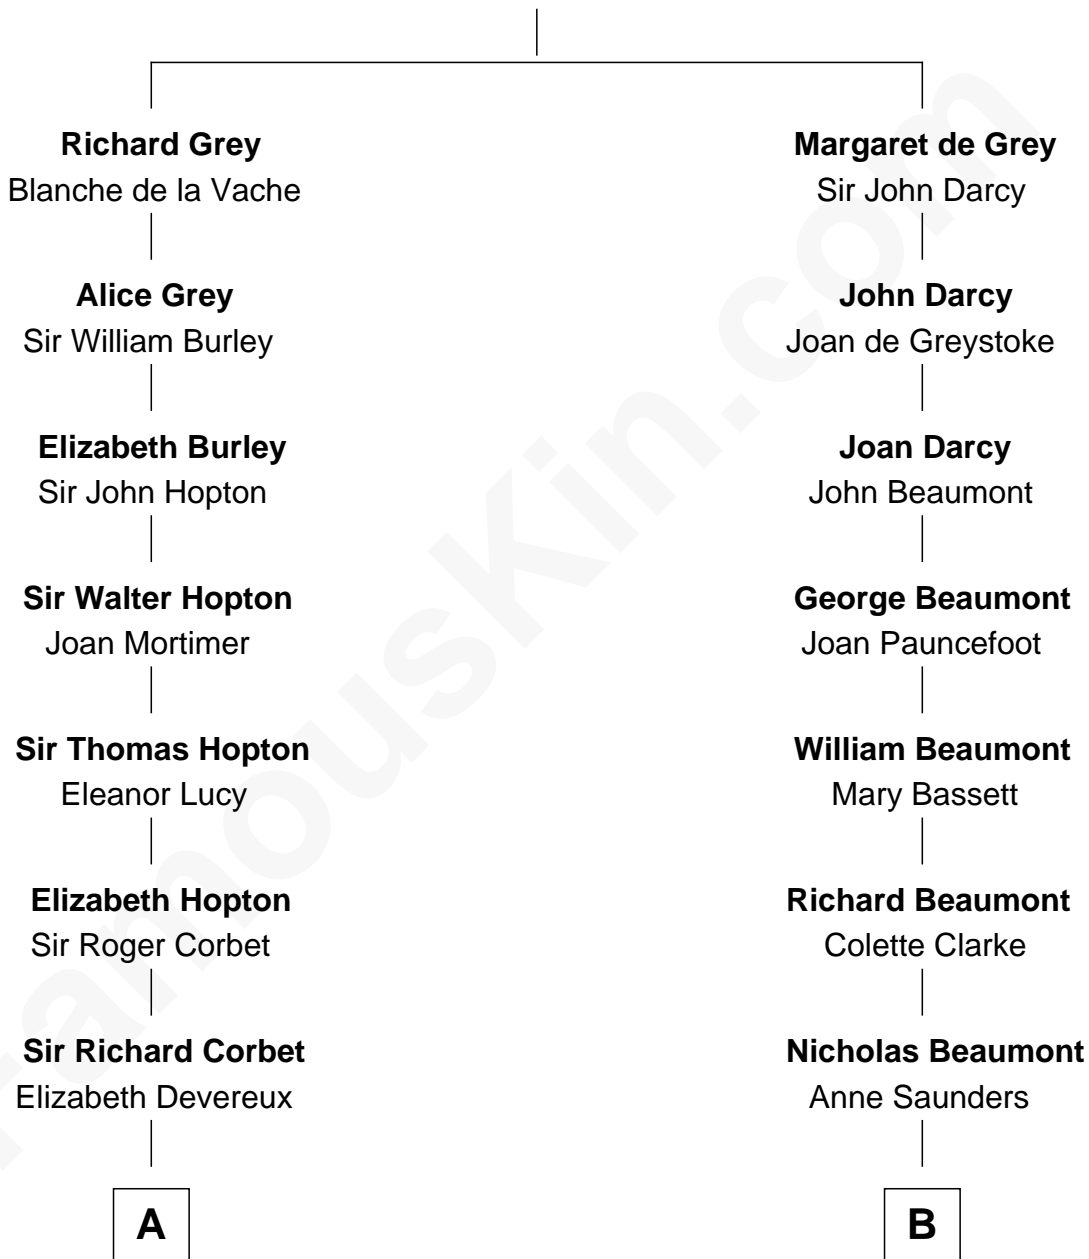 Richard Grey
Blanche de la Vache
Margaret de Grey
Sir John Darcy
Alice Grey
Sir William Burley
John Darcy
Joan de Greystoke
Elizabeth Burley
Sir John Hopton
Joan Darcy
John Beaumont
Sir Walter Hopton
Joan Mortimer
George Beaumont
Joan Pauncefoot
Sir Thomas Hopton
Eleanor Lucy
William Beaumont
Mary Bassett
Elizabeth Hopton
Sir Roger Corbet
Richard Beaumont
Colette Clarke
Sir Richard Corbet
Elizabeth Devereux
Nicholas Beaumont
Anne Saunders
A
B
FamousKin.com